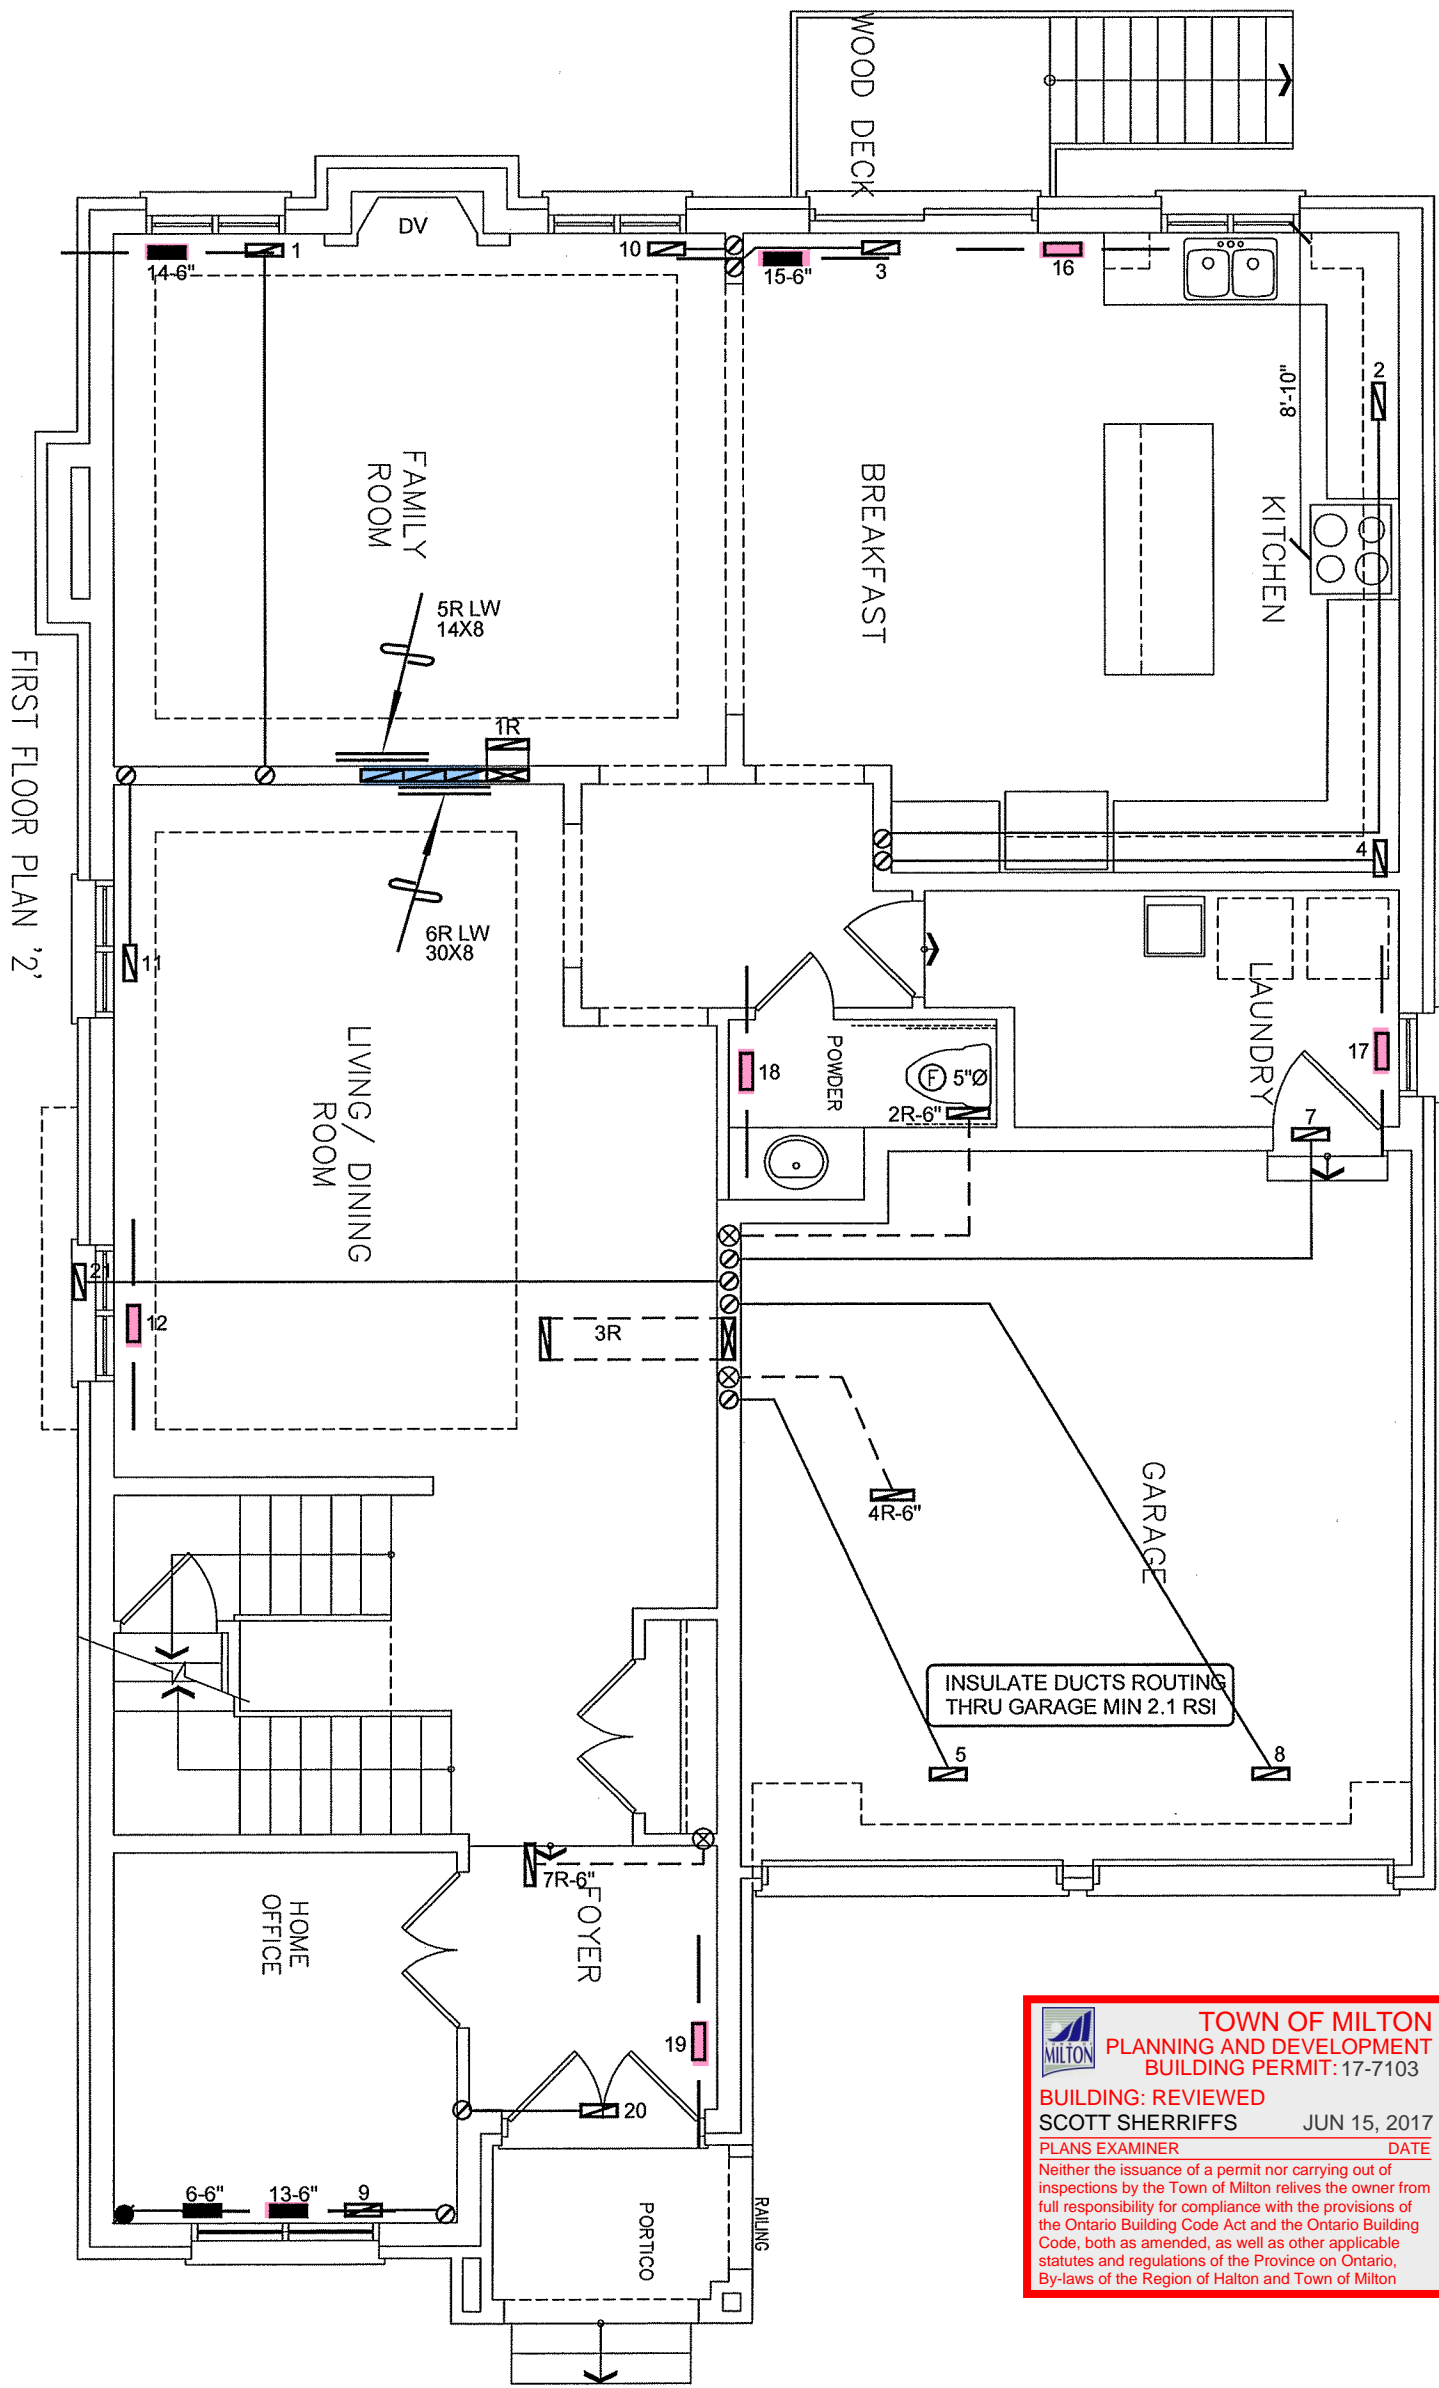 WOOD DECK
DV
14-6"
1
10
15-6"
3
16
2
8'-10"
FAMILY
ROOM
BREAKFAST
KITCHEN
5R LW
14X8
1R
4
6R LW
30X8
11
FIRST FLOOR PLAN '2'
LIVING/ DINING
ROOM
18
POWDER
F
5"Ø
2R-6"
LAUNDRY
17
7
21
12
3R
4R-6"
GARAGE
INSULATE DUCTS ROUTING
THRU GARAGE MIN 2.1 RSI
5
8
7R-6"
FOYER
HOME
OFFICE
19
20
6-6"
13-6"
9
PORTICO
RAILING
TOWN OF
MILTON
TOWN OF MILTON
PLANNING AND DEVELOPMENT
BUILDING PERMIT: 17-7103
BUILDING: REVIEWED
SCOTT SHERRIFFS JUN 15, 2017
PLANS EXAMINER DATE
Neither the issuance of a permit nor carrying out of
inspections by the Town of Milton relives the owner from
full responsibility for compliance with the provisions of
the Ontario Building Code Act and the Ontario Building
Code, both as amended, as well as other applicable
statutes and regulations of the Province on Ontario,
By-laws of the Region of Halton and Town of Milton